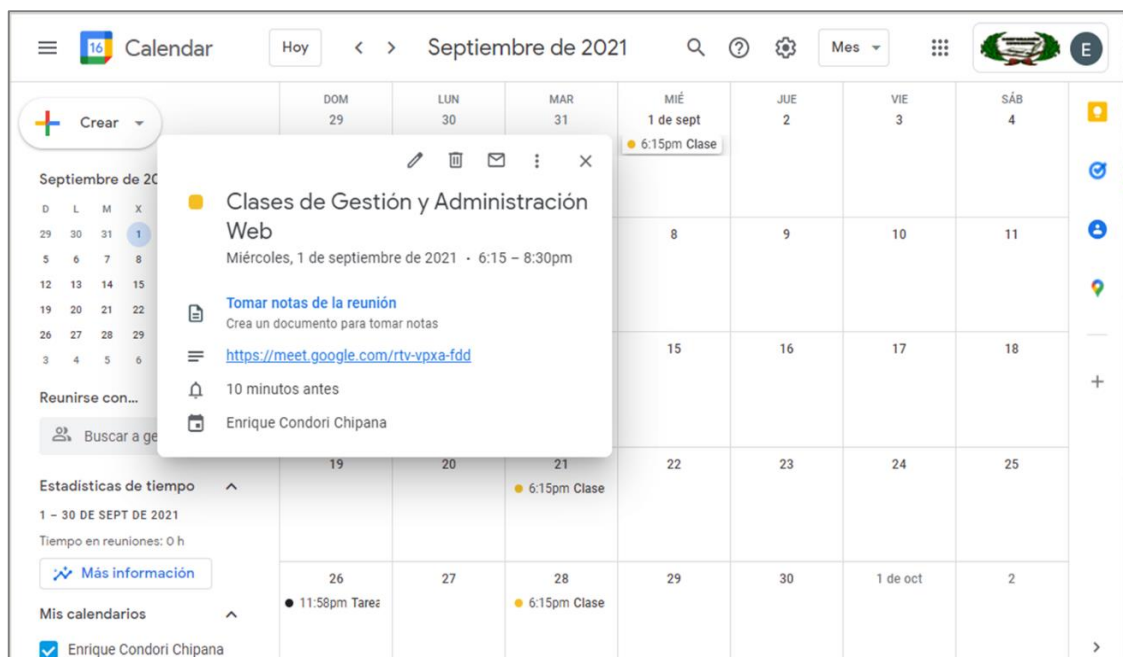 16 Calendar Hoy Septiembre de 2021 Mes E
Crear
Septiembre de 20
D L M X
29 30 31 1
5 6 7 8
12 13 14 15
19 20 21 22
26 27 28 29
3 4 5 6
Reunirse con...
Buscar a ge
Estadísticas de tiempo
1 – 30 DE SEPT DE 2021
Tiempo en reuniones: 0 h
Más información
Mis calendarios
Enrique Condori Chipana
DOM LUN MAR MIÉ JUE VIE SÁB
29 30 31 1 de sept 2 3 4
6:15pm Clase
Clases de Gestión y Administración
Web
Miércoles, 1 de septiembre de 2021 · 6:15 – 8:30pm
Tomar notas de la reunión
Crea un documento para tomar notas
https://meet.google.com/rtv-vpxa-fdd
10 minutos antes
Enrique Condori Chipana
8 9 10 11
15 16 17 18
19 20 21 22 23 24 25
6:15pm Clase
26 27 28 29 30 1 de oct 2
11:58pm Tarea 6:15pm Clase